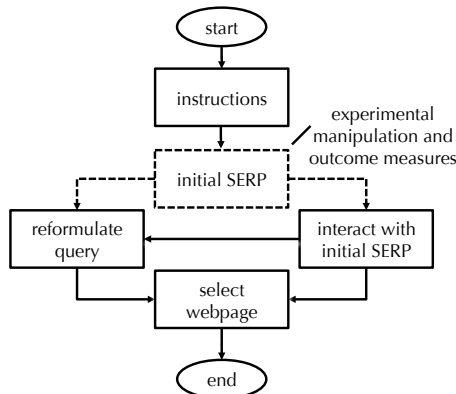 start
instructions
experimental
manipulation and
outcome measures
initial SERP
reformulate
query
interact with
initial SERP
select
webpage
end